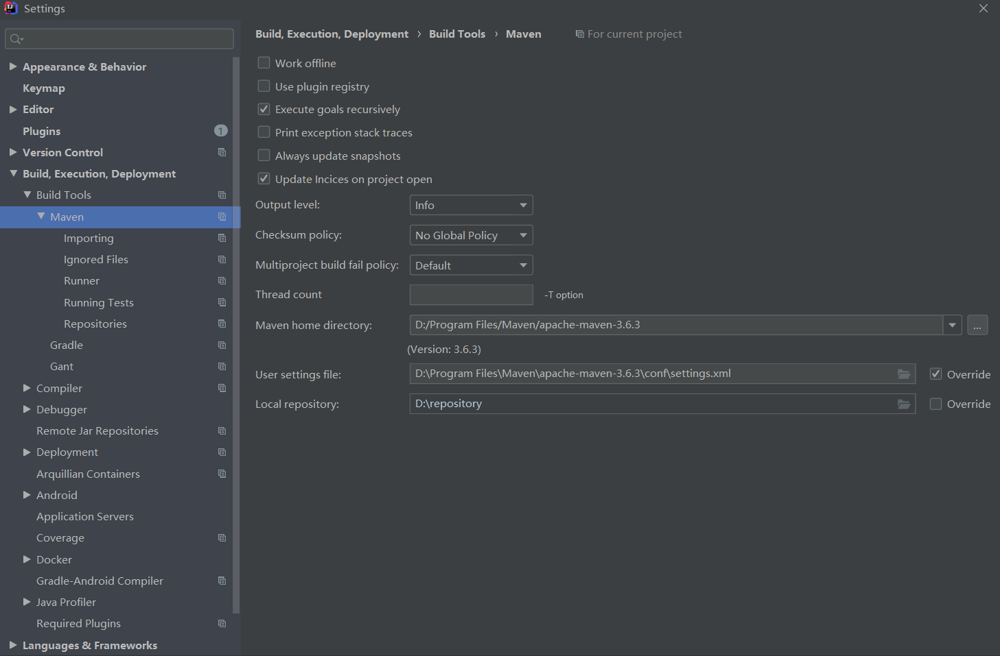 Settings
Appearance & Behavior
Keymap
Editor
Plugins
1
Version Control
Build, Execution, Deployment
Build Tools
Maven
Importing
Ignored Files
Runner
Running Tests
Repositories
Gradle
Gant
Compiler
Debugger
Remote Jar Repositories
Deployment
Arquillian Containers
Android
Application Servers
Coverage
Docker
Gradle-Android Compiler
Java Profiler
Required Plugins
Languages & Frameworks
Build, Execution, Deployment › Build Tools › Maven For current project
Work offline
Use plugin registry
Execute goals recursively
Print exception stack traces
Always update snapshots
Update Incices on project open
Output level: Info
Checksum policy: No Global Policy
Multiproject build fail policy: Default
Thread count -T option
Maven home directory: D:/Program Files/Maven/apache-maven-3.6.3 ...
(Version: 3.6.3)
User settings file: D:\Program Files\Maven\apache-maven-3.6.3\conf\settings.xml Override
Local repository: D:\repository Override